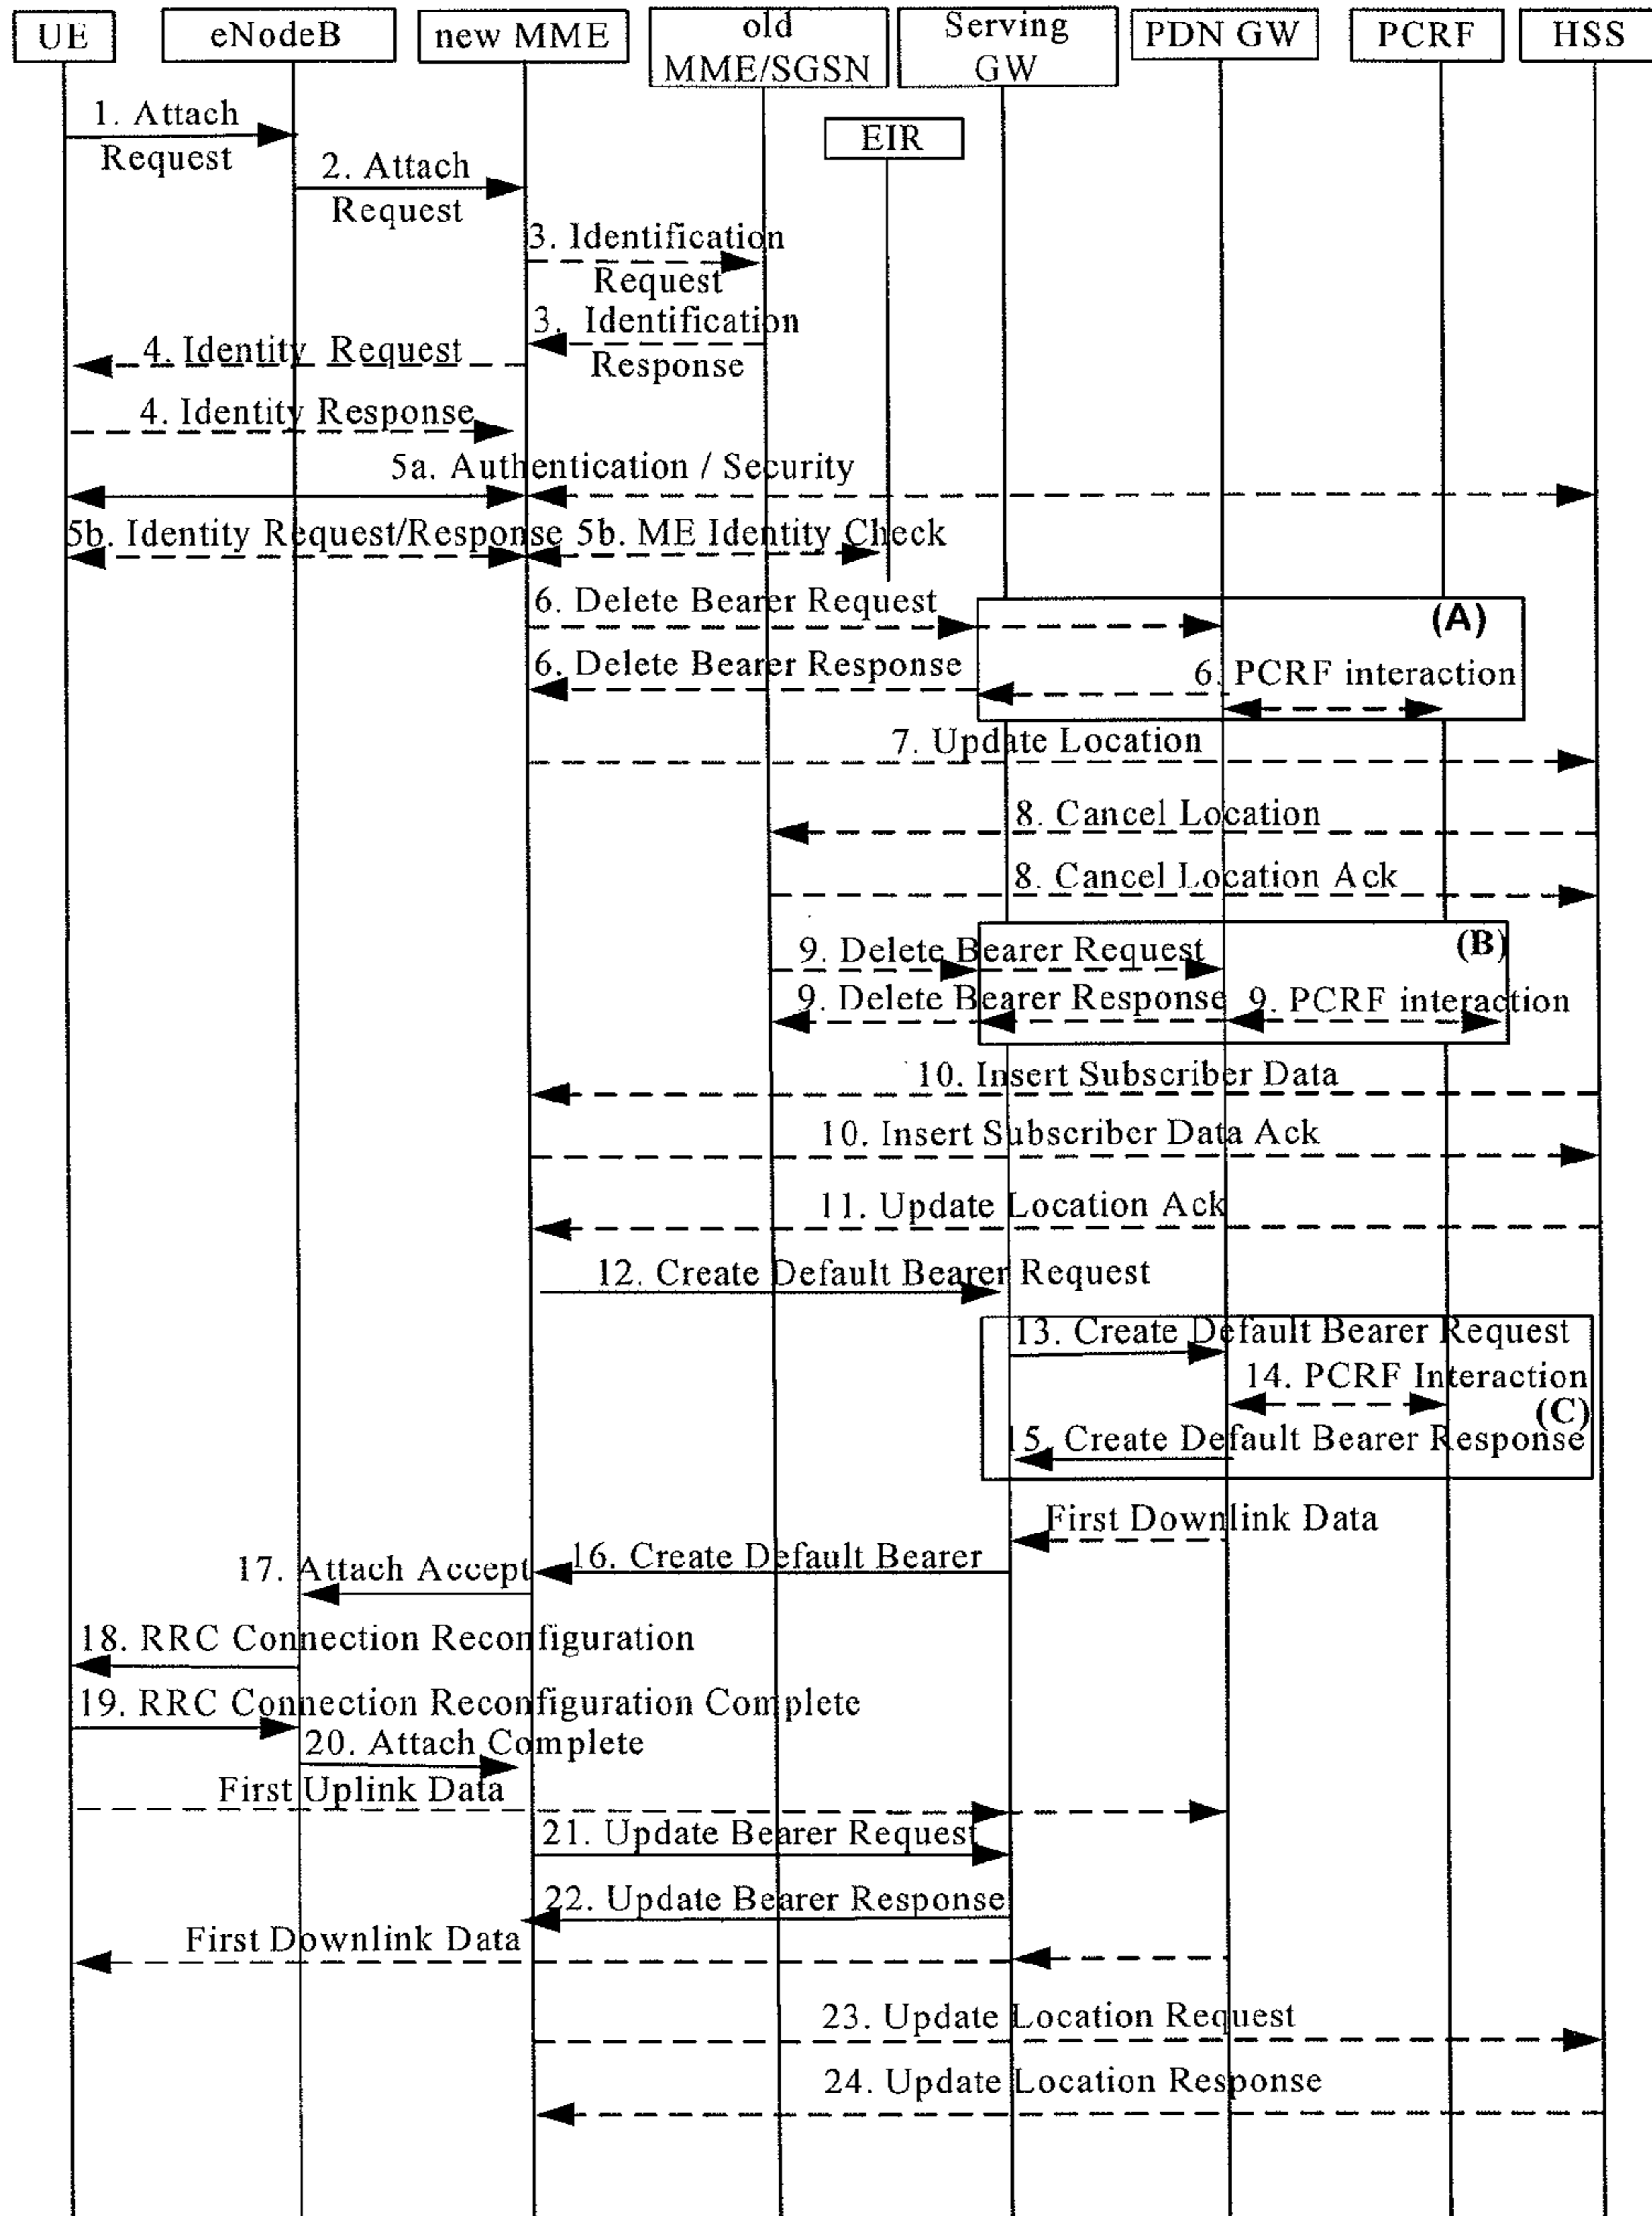 UE
eNodeB
new MME
old
MME/SGSN
Serving
GW
PDN GW
PCRF
HSS
EIR
1. Attach
Request
2. Attach
Request
3. Identification
Request
3. Identification
Response
4. Identity Request
4. Identity Response
5a. Authentication / Security
5b. Identity Request/Response
5b. ME Identity Check
6. Delete Bearer Request
(A)
6. Delete Bearer Response
6. PCRF interaction
7. Update Location
8. Cancel Location
8. Cancel Location Ack
9. Delete Bearer Request
(B)
9. Delete Bearer Response
9. PCRF interaction
10. Insert Subscriber Data
10. Insert Subscriber Data Ack
11. Update Location Ack
12. Create Default Bearer Request
13. Create Default Bearer Request
14. PCRF Interaction
(C)
15. Create Default Bearer Response
First Downlink Data
16. Create Default Bearer
17. Attach Accept
18. RRC Connection Reconfiguration
19. RRC Connection Reconfiguration Complete
20. Attach Complete
First Uplink Data
21. Update Bearer Request
22. Update Bearer Response
First Downlink Data
23. Update Location Request
24. Update Location Response